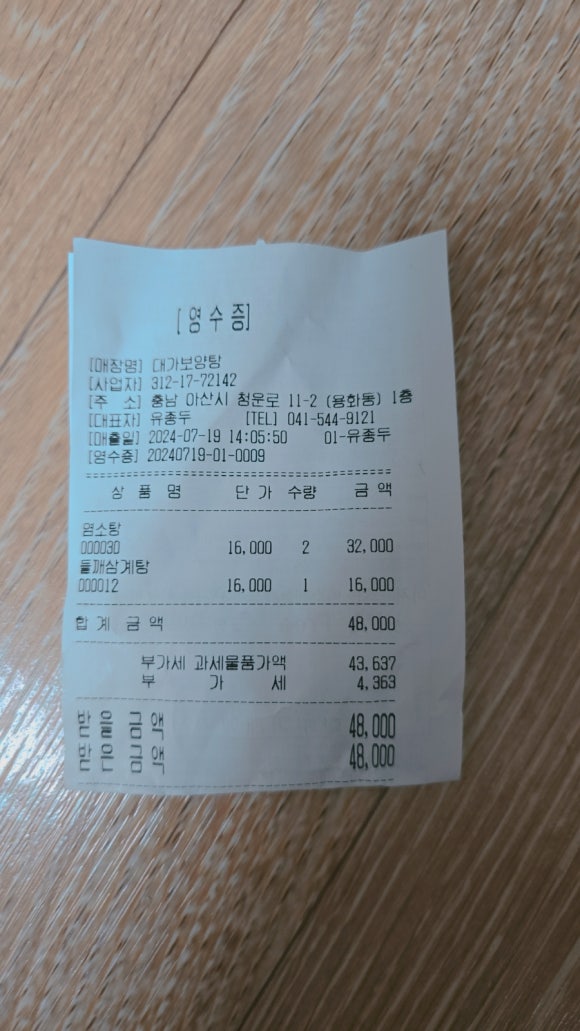 [영수증]
[매장명] 대가보양탕
[사업자] 312-17-72142
[주 소] 충남 아산시 청운로 11-2 (용화동) 1층
[대표자] 유종두 [TEL] 041-544-9121
[매출일] 2024-07-19 14:05:50 01-유종두
[영수증] 20240719-01-0009
상 품 명 단 가 수량 금 액
염소탕
000030 16,000 2 32,000
들깨삼계탕
000012 16,000 1 16,000
합 계 금 액 48,000
부가세 과세물품가액 43,637
부 가 세 4,363
받을 금액 48,000
받은 금액 48,000